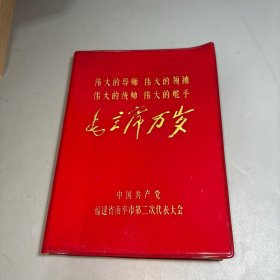 伟大的导师 伟大的领袖
伟大的统帅 伟大的舵手
毛主席万岁
中国共产党
福建省南平市第二次代表大会